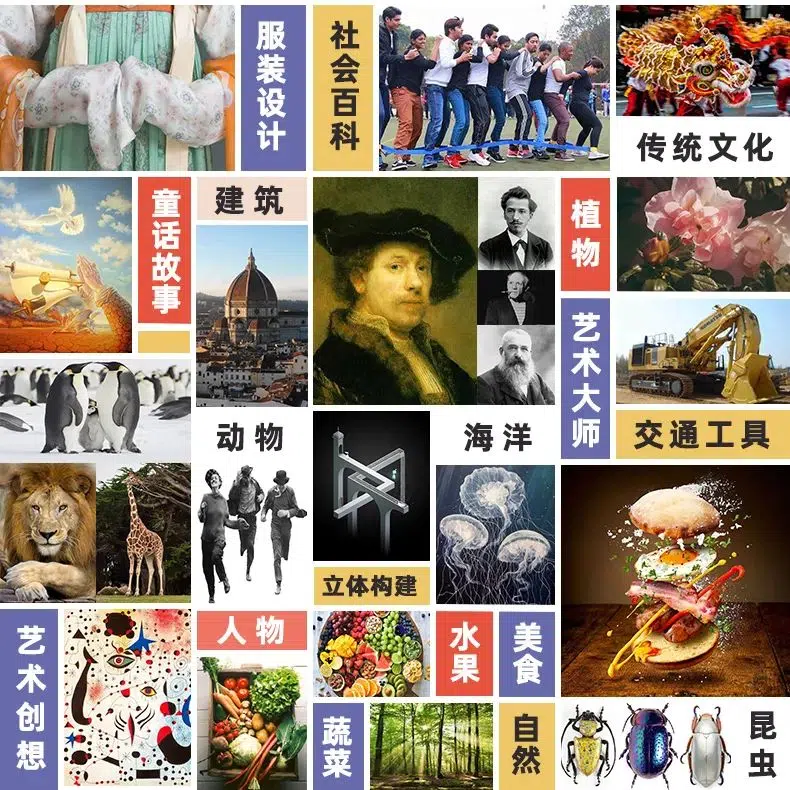 服装设计
社会百科
传统文化
童话故事
建筑
植物
艺术大师
交通工具
动物
海洋
立体构建
艺术创想
人物
水果
美食
蔬菜
自然
昆虫